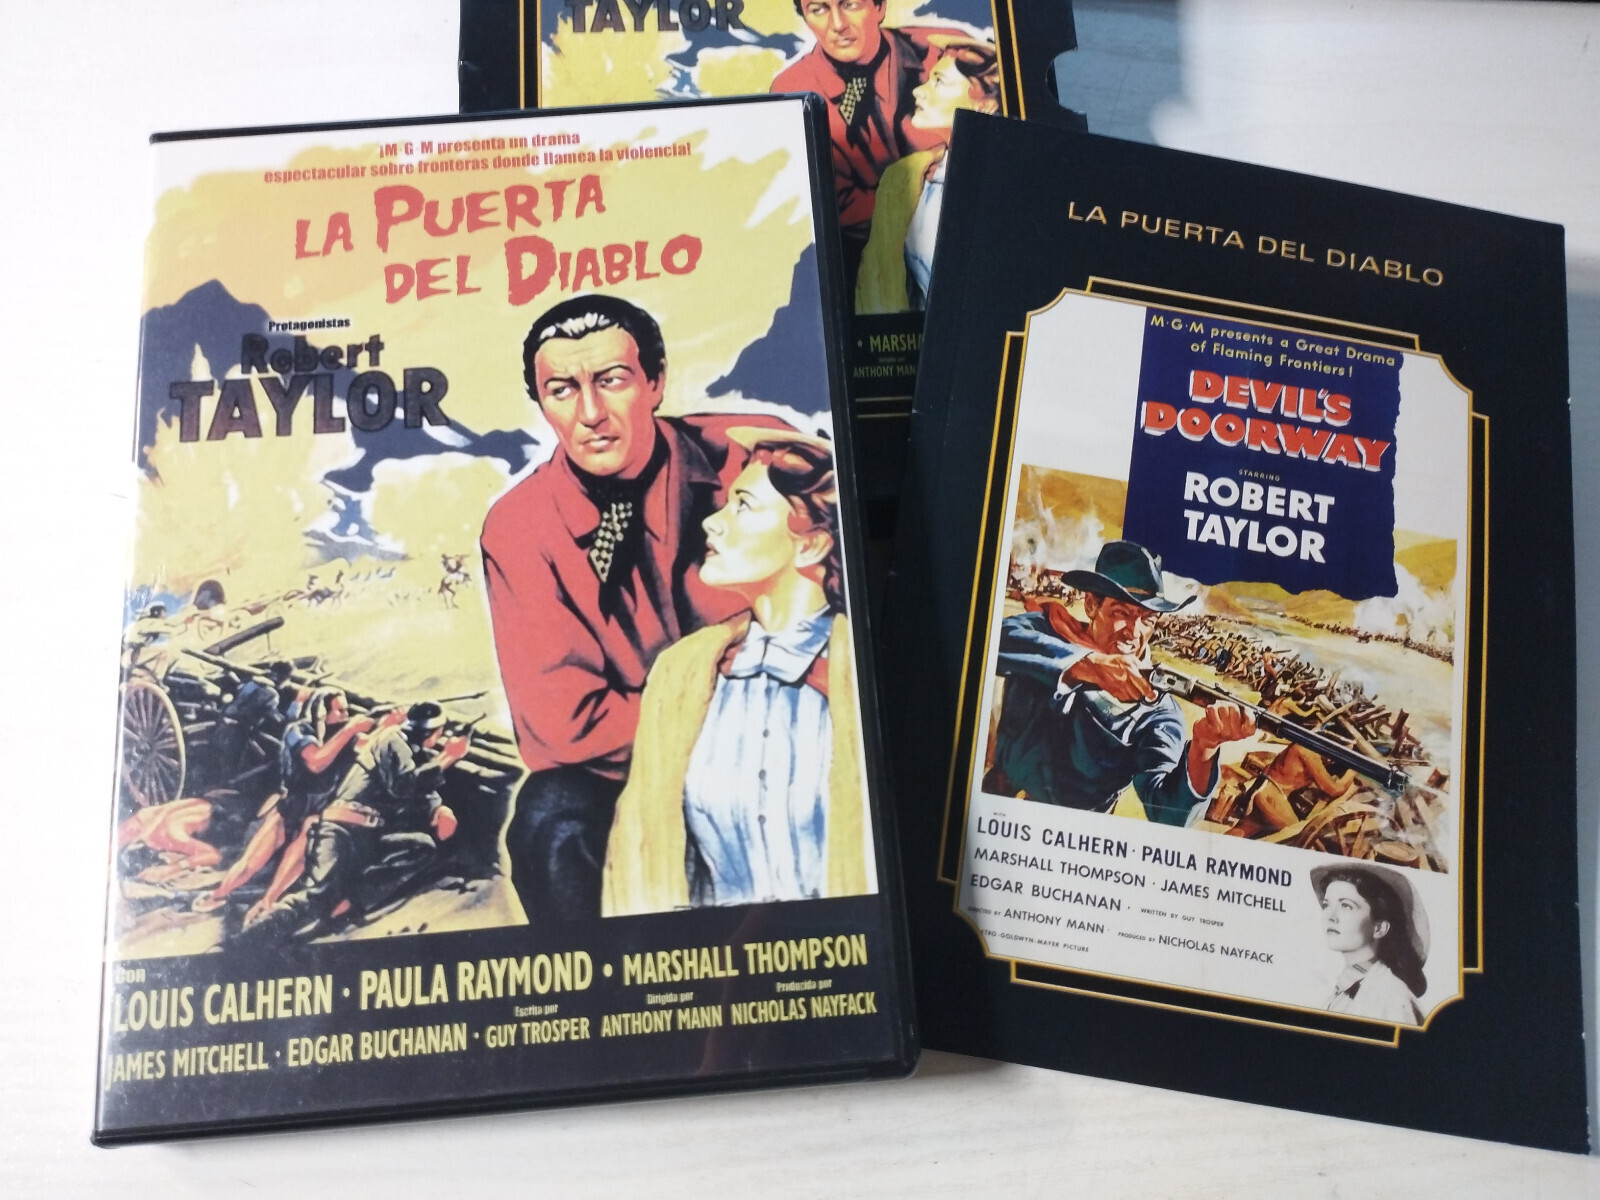 TAYLOR
MARSHA
ANTHONY MAN
¡M·G·M presenta un drama
espectacular sobre fronteras donde llamea la violencia!
LA PUERTA
DEL DIABLO
Protagonistas
Robert
TAYLOR
con
LOUIS CALHERN · PAULA RAYMOND · MARSHALL THOMPSON
Escrita por Dirigida por Producida por
JAMES MITCHELL · EDGAR BUCHANAN · GUY TROSPER ANTHONY MANN NICHOLAS NAYFACK
LA PUERTA DEL DIABLO
M·G·M presents a Great Drama
of Flaming Frontiers!
DEVIL'S
DOORWAY
STARRING
ROBERT
TAYLOR
WITH
LOUIS CALHERN · PAULA RAYMOND
MARSHALL THOMPSON · JAMES MITCHELL
EDGAR BUCHANAN · WRITTEN BY GUY TROSPER
DIRECTED BY ANTHONY MANN · PRODUCED BY NICHOLAS NAYFACK
METRO-GOLDWYN-MAYER PICTURE